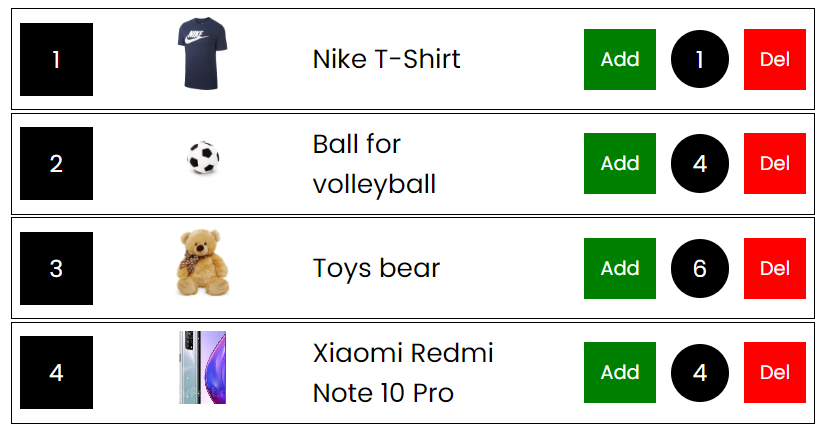 1
NIKE
Nike T-Shirt
Add
1
Del
2
Ball for
volleyball
Add
4
Del
3
Toys bear
Add
6
Del
4
Xiaomi Redmi
Note 10 Pro
Add
4
Del